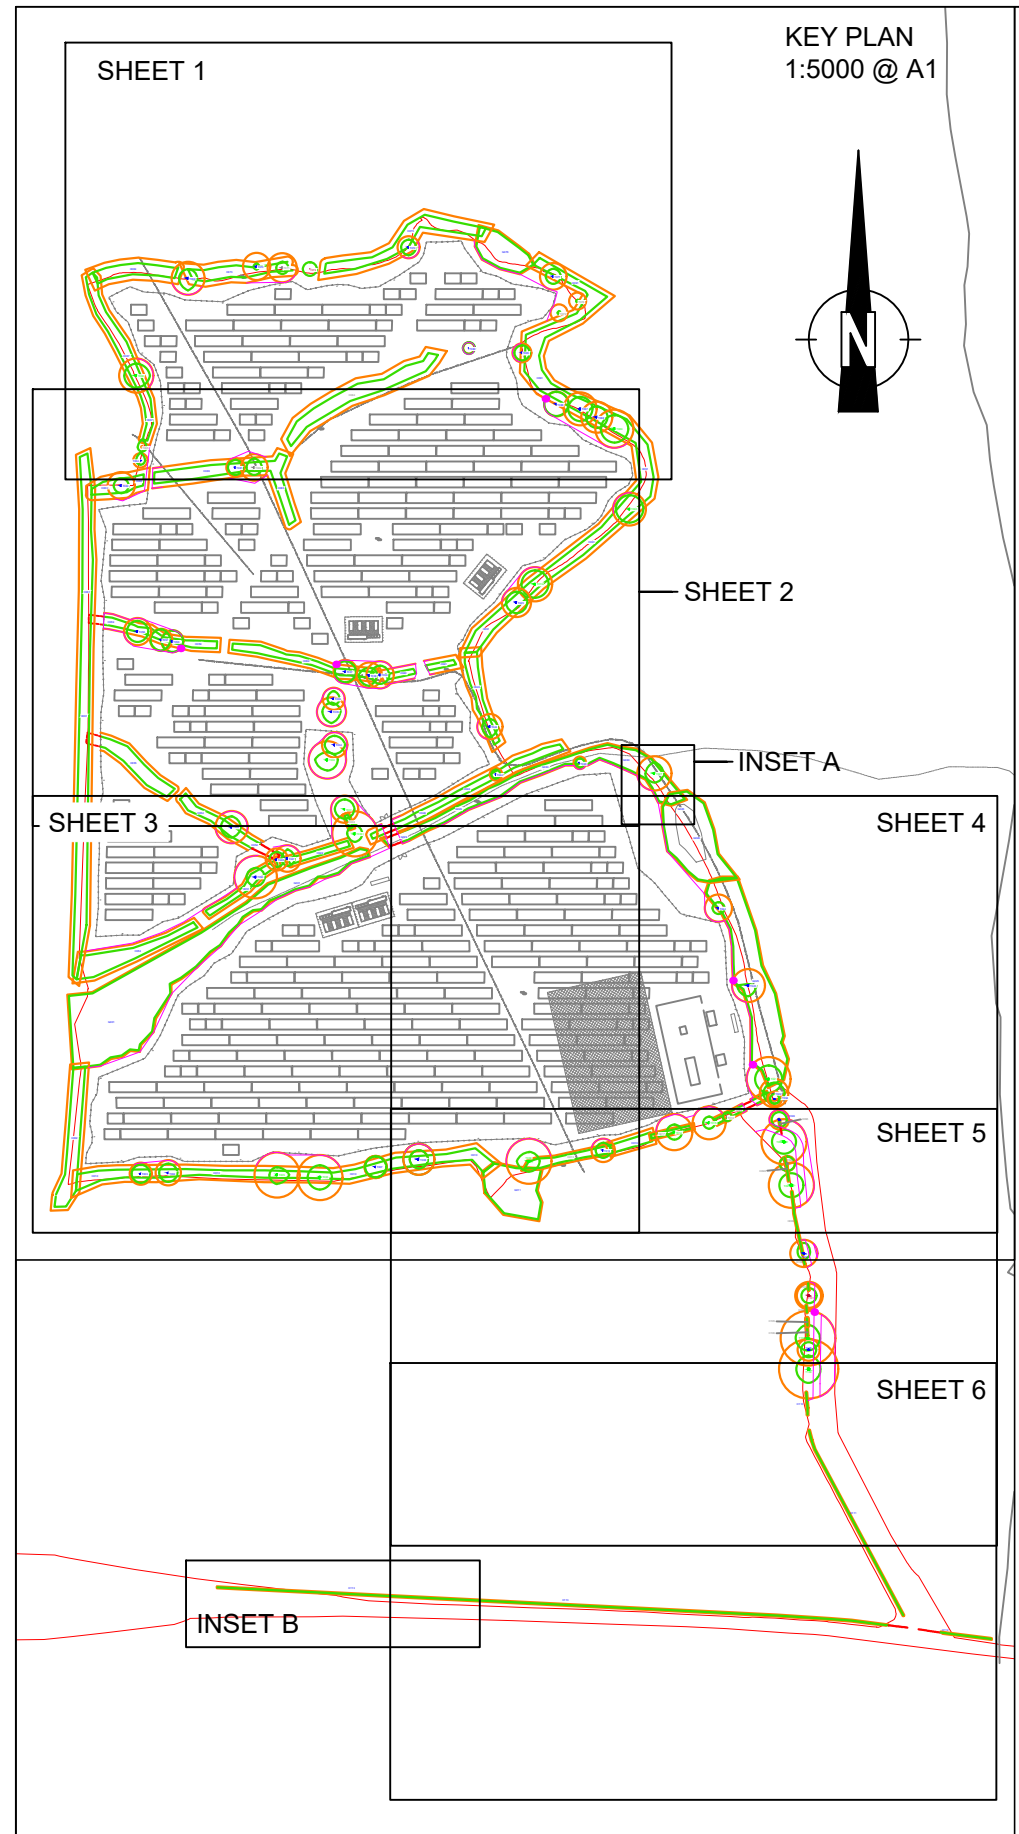 KEY PLAN
1:5000 @ A1
SHEET 1
N
SHEET 2
INSET A
SHEET 3
SHEET 4
SHEET 5
SHEET 6
INSET B